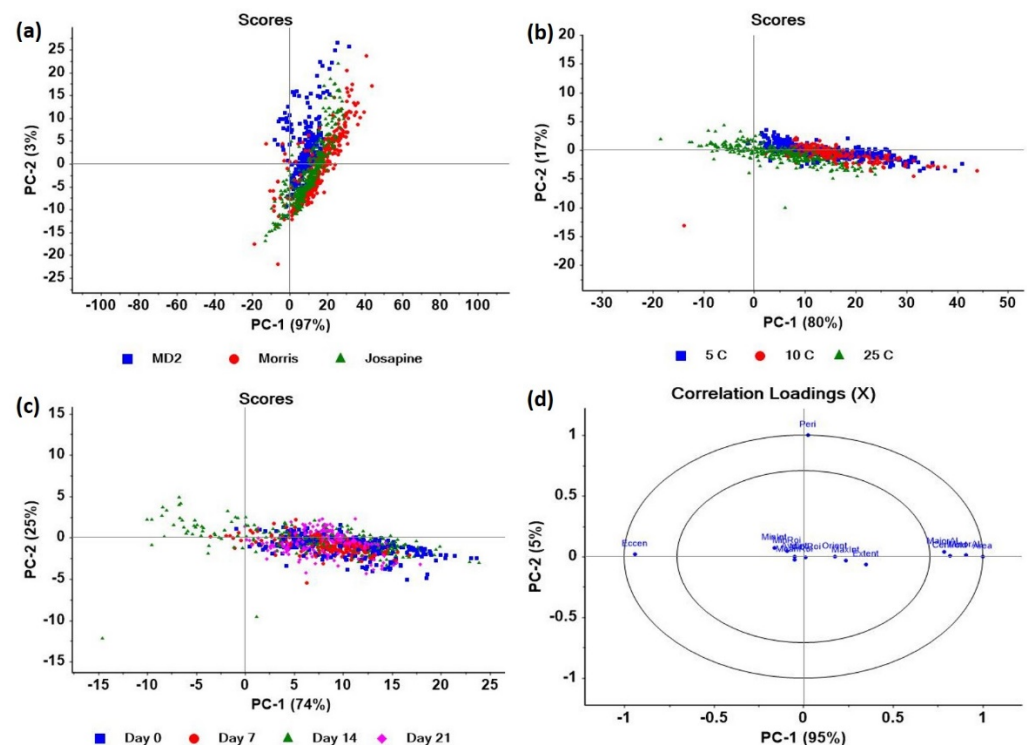 (a)
Scores
PC-2 (3%)
25
20
15
10
5
0
-5
-10
-15
-20
-25
-100 -80 -60 -40 -20 0 20 40 60 80 100
PC-1 (97%)
MD2 Morris Josapine
(b)
Scores
PC-2 (17%)
20
15
10
5
0
-5
-10
-15
-20
-30 -20 -10 0 10 20 30 40 50
PC-1 (80%)
5 C 10 C 25 C
(c)
Scores
PC-2 (25%)
15
10
5
0
-5
-10
-15
-15 -10 -5 0 5 10 15 20 25
PC-1 (74%)
Day 0 Day 7 Day 14 Day 21
(d)
Correlation Loadings (X)
PC-2 (5%)
1
0.5
0
-0.5
-1
Peri
Eccen
Orient
MaxInt
Extent
MajorAl
Area
-1 -0.5 0 0.5 1
PC-1 (95%)